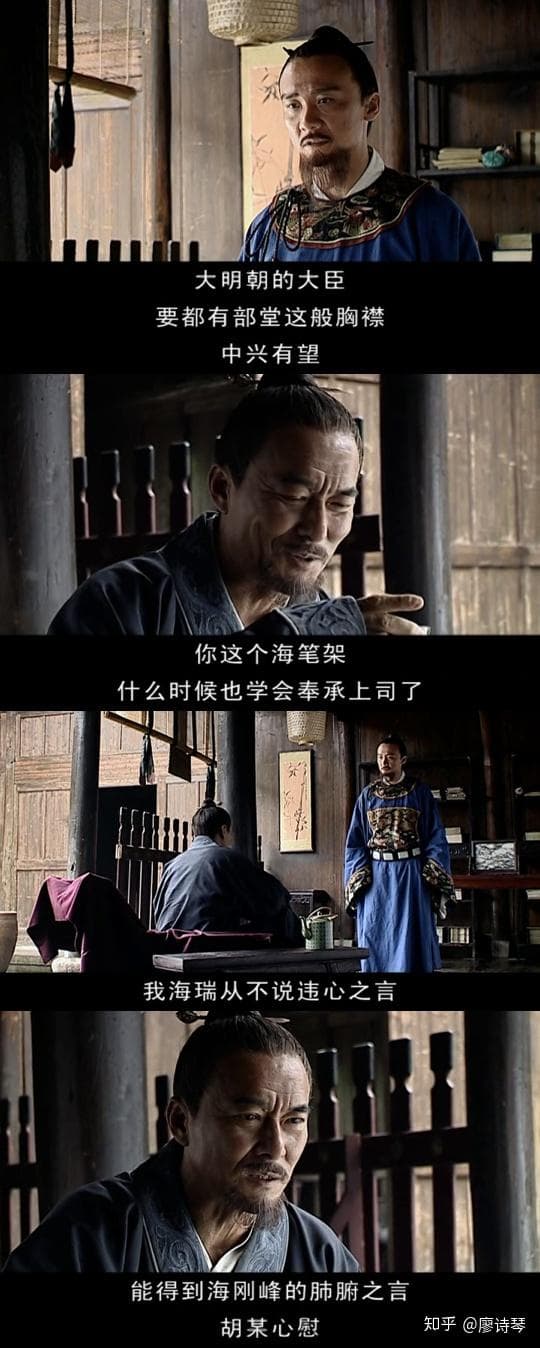 大明朝的大臣
要都有部堂这般胸襟
中兴有望
你这个海笔架
什么时候也学会奉承上司了
我海瑞从不说违心之言
能得到海刚峰的肺腑之言
胡某心慰
知乎 @廖诗琴